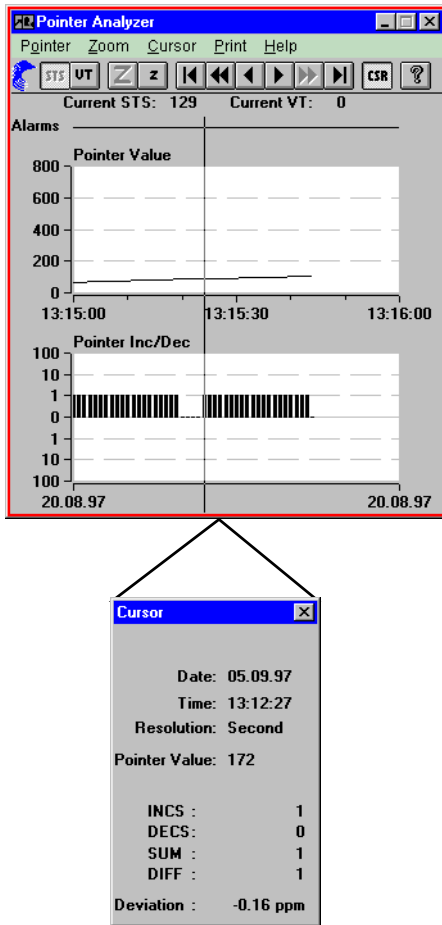 Pointer Analyzer
Pointer Zoom Cursor Print Help
STS VT Z z CSR ?
Current STS: 129 Current VT: 0
Alarms
Pointer Value
800
600
400
200
0
13:15:00 13:15:30 13:16:00
Pointer Inc/Dec
100
10
1
0
1
10
100
20.08.97 20.08.97
Cursor
Date: 05.09.97
Time: 13:12:27
Resolution: Second
Pointer Value: 172
INCS : 1
DECS: 0
SUM : 1
DIFF : 1
Deviation : -0.16 ppm